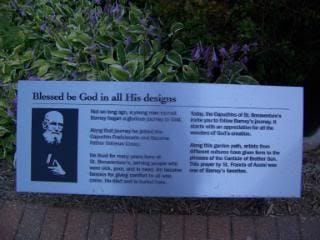 Blessed be God in all His designs
Not so long ago, a young man named
Barney began a glorious journey to God.
Along that journey he joined the
Capuchin Franciscans and became
Father Solanus Casey.
He lived for many years here at
St. Bonaventure's, serving people who
were sick, poor, and in need. He became
famous for giving comfort to all who
came. He died and is buried here.
Today, the Capuchins of St. Bonaventure's
invite you to follow Barney's journey. It
starts with an appreciation for all the
wonders of God's creation.
Along this garden path, artists from
different cultures have given form to the
phrases of the Canticle of Brother Sun.
This prayer by St. Francis of Assisi was
one of Barney's favorites.